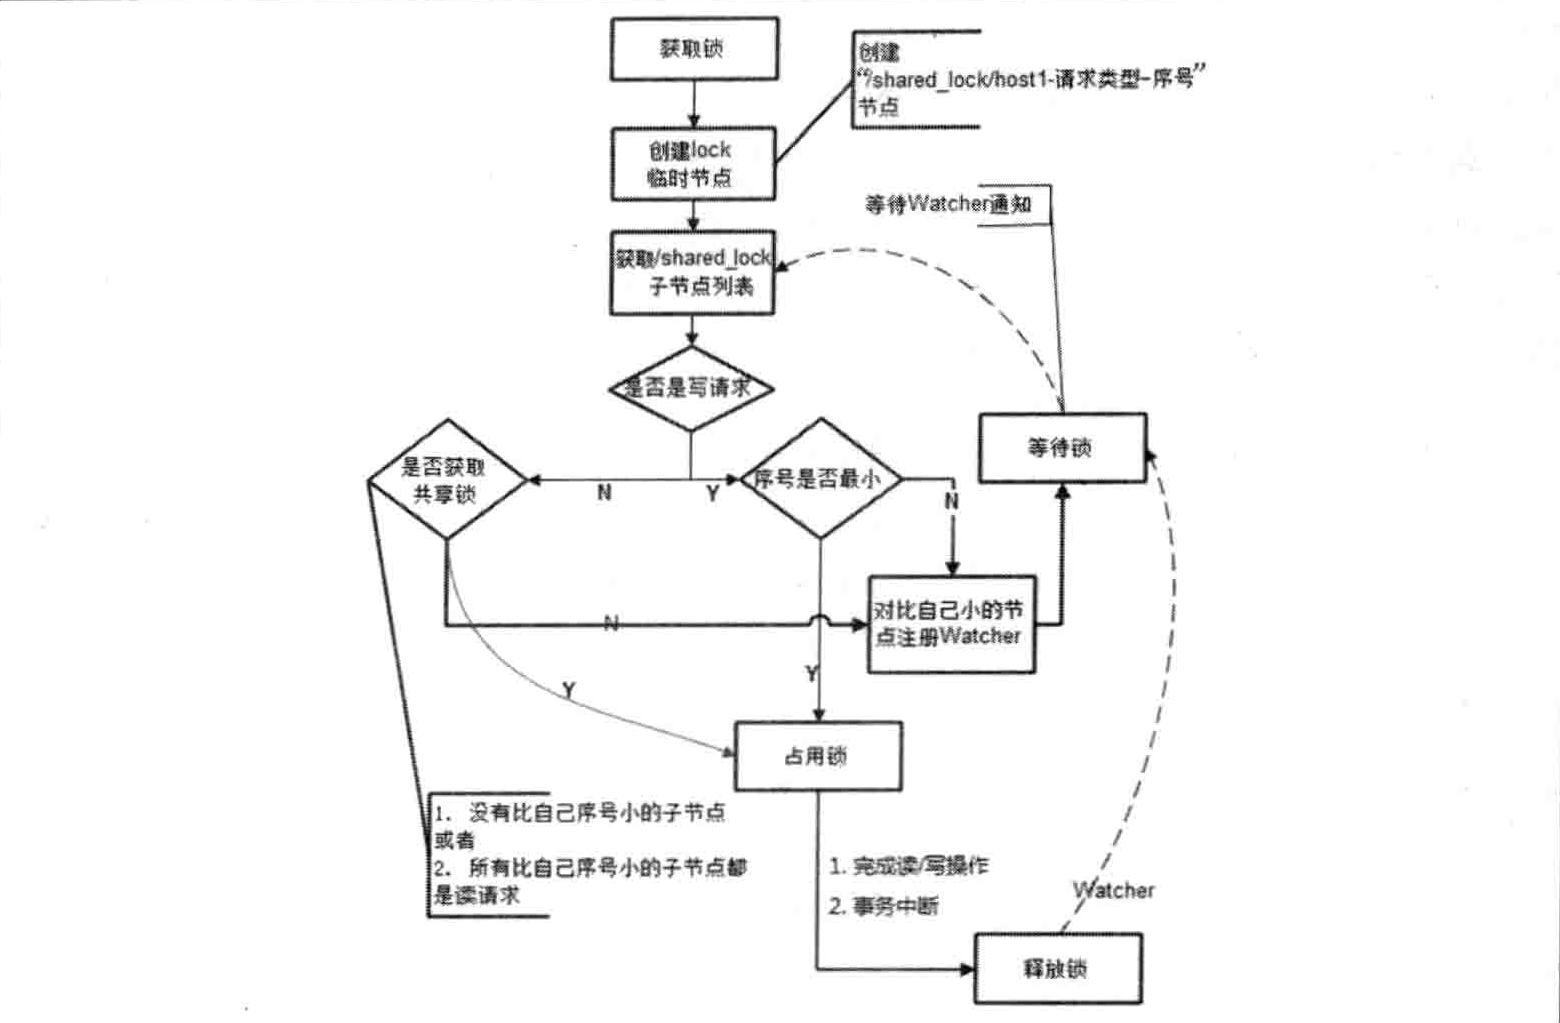 获取锁
创建
“/shared_lock/host1-请求类型-序号”
节点
创建lock
临时节点
等待Watcher通知
获取/shared_lock
子节点列表
是否是写请求
是否获取
共享锁
N
Y
序号是否最小
N
等待锁
对比自己小的节
点注册Watcher
N
Y
Y
占用锁
1. 没有比自己序号小的子节点
或者
2. 所有比自己序号小的子节点都
是读请求
1. 完成读/写操作
2. 事务中断
Watcher
释放锁